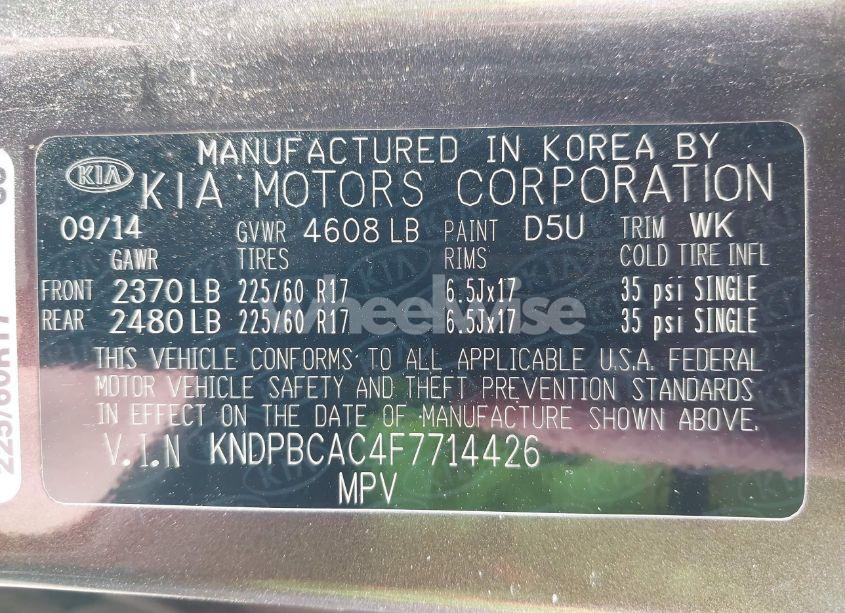 MANUFACTURED IN KOREA BY
KIA KIA MOTORS CORPORATION
09/14 GVWR 4608 LB PAINT D5U TRIM WK
GAWR TIRES RIMS COLD TIRE INFL
FRONT 2370 LB 225/60 R17 6.5Jx17 35 psi SINGLE
REAR 2480 LB 225/60 R17 6.5Jx17 35 psi SINGLE
wheelwise
THIS VEHICLE CONFORMS TO ALL APPLICABLE U.S.A. FEDERAL
MOTOR VEHICLE SAFETY AND THEFT PREVENTION STANDARDS
IN EFFECT ON THE DATE OF MANUFACTURE SHOWN ABOVE.
V.I.N KNDPBCAC4F7714426
MPV
225/60R17